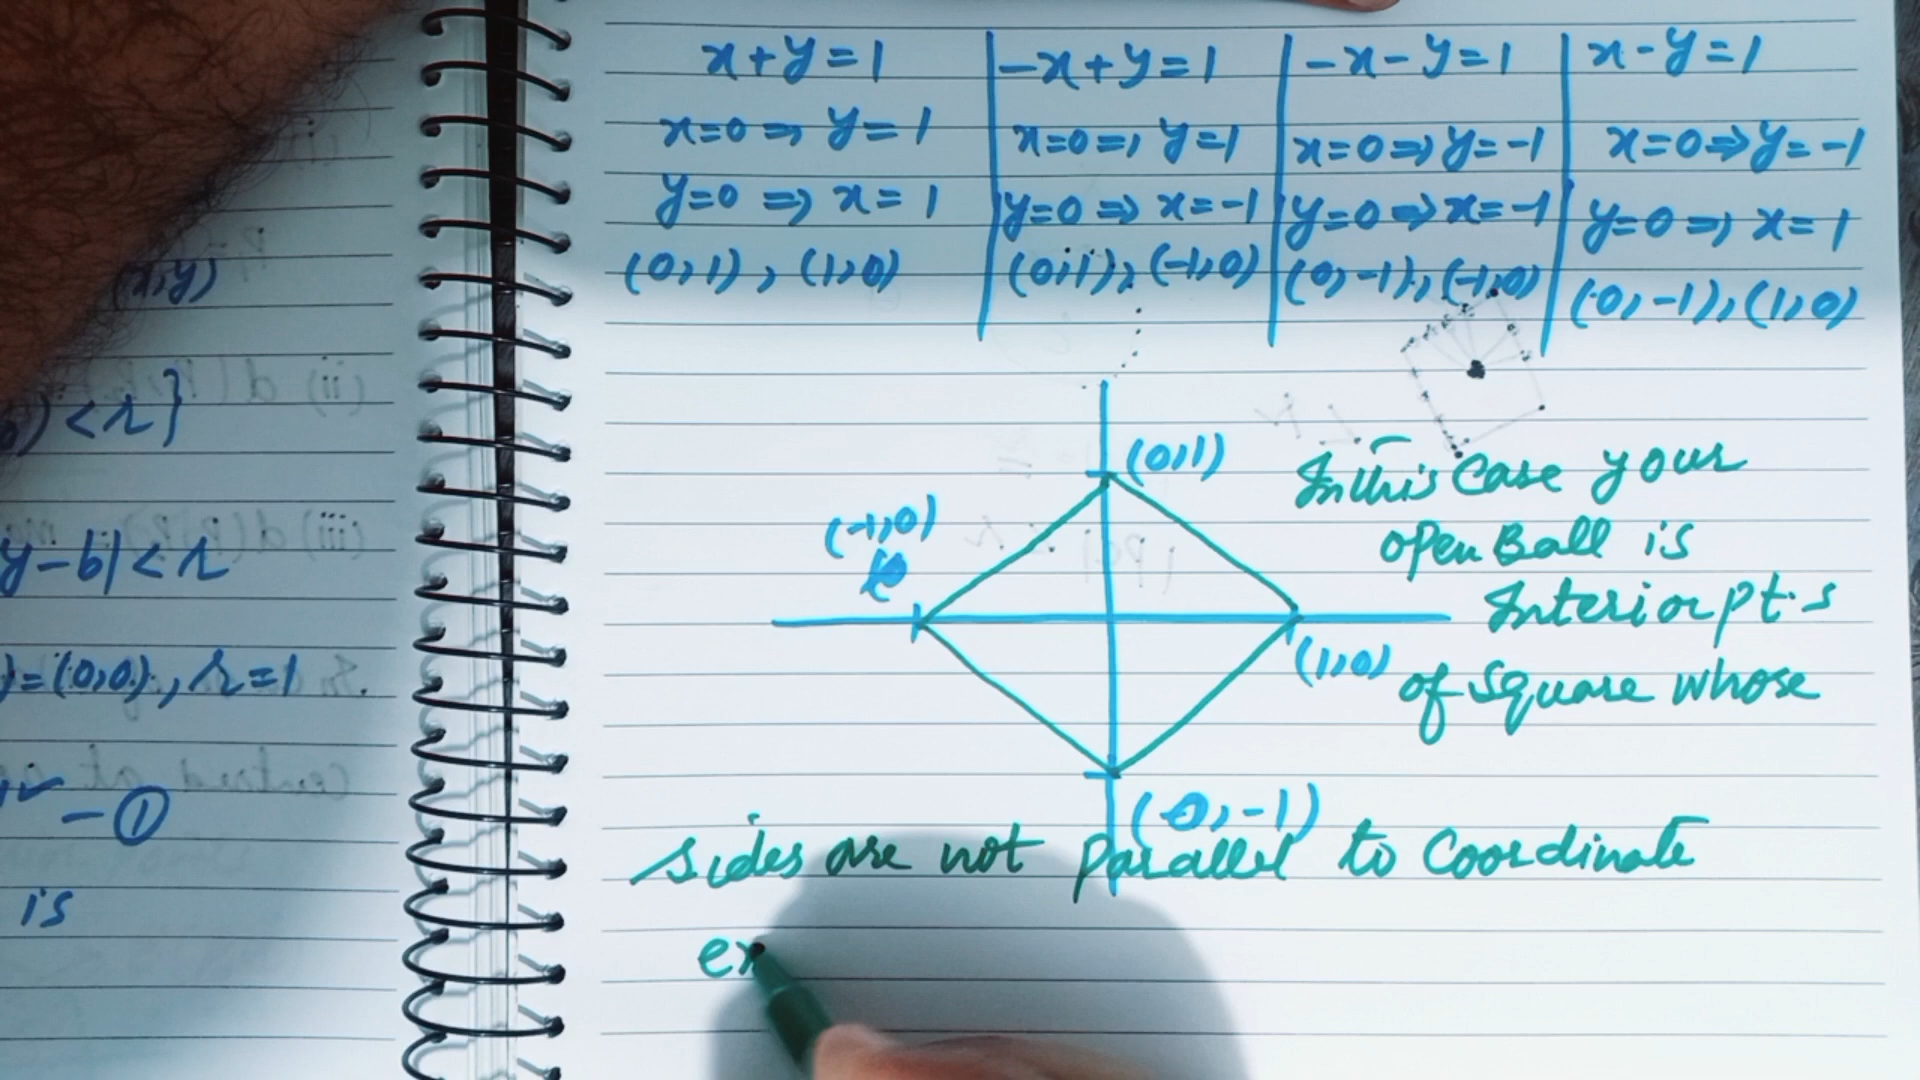 x+y=1
x=0⇒ y=1
y=0 ⇒ x=1
(0,1), (1,0)
-x+y=1
x=0⇒ y=1
y=0⇒ x=-1
(0,1), (-1,0)
-x-y=1
x=0⇒y=-1
y=0⇒x=-1
(0,-1), (-1,0)
x-y=1
x=0⇒y=-1
y=0⇒ x=1
(0,-1), (1,0)
(x,y)
) <r}
y-b|<r
)=(0,0), r=1
-①
is
(0,1)
(-1,0)
(1,0)
(0,-1)
In this Case your
open Ball is
Interior pt.s
of Square whose
sides are not parallel to Coordinate
ex